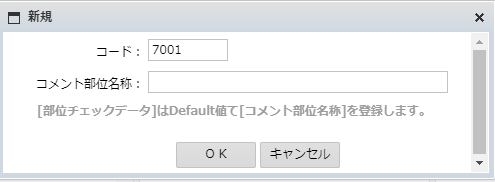 新規
コード： 7001
コメント部位名称：
[部位チェックデータ]はDefault値て[コメント部位名称]を登録します。
ＯＫ キャンセル